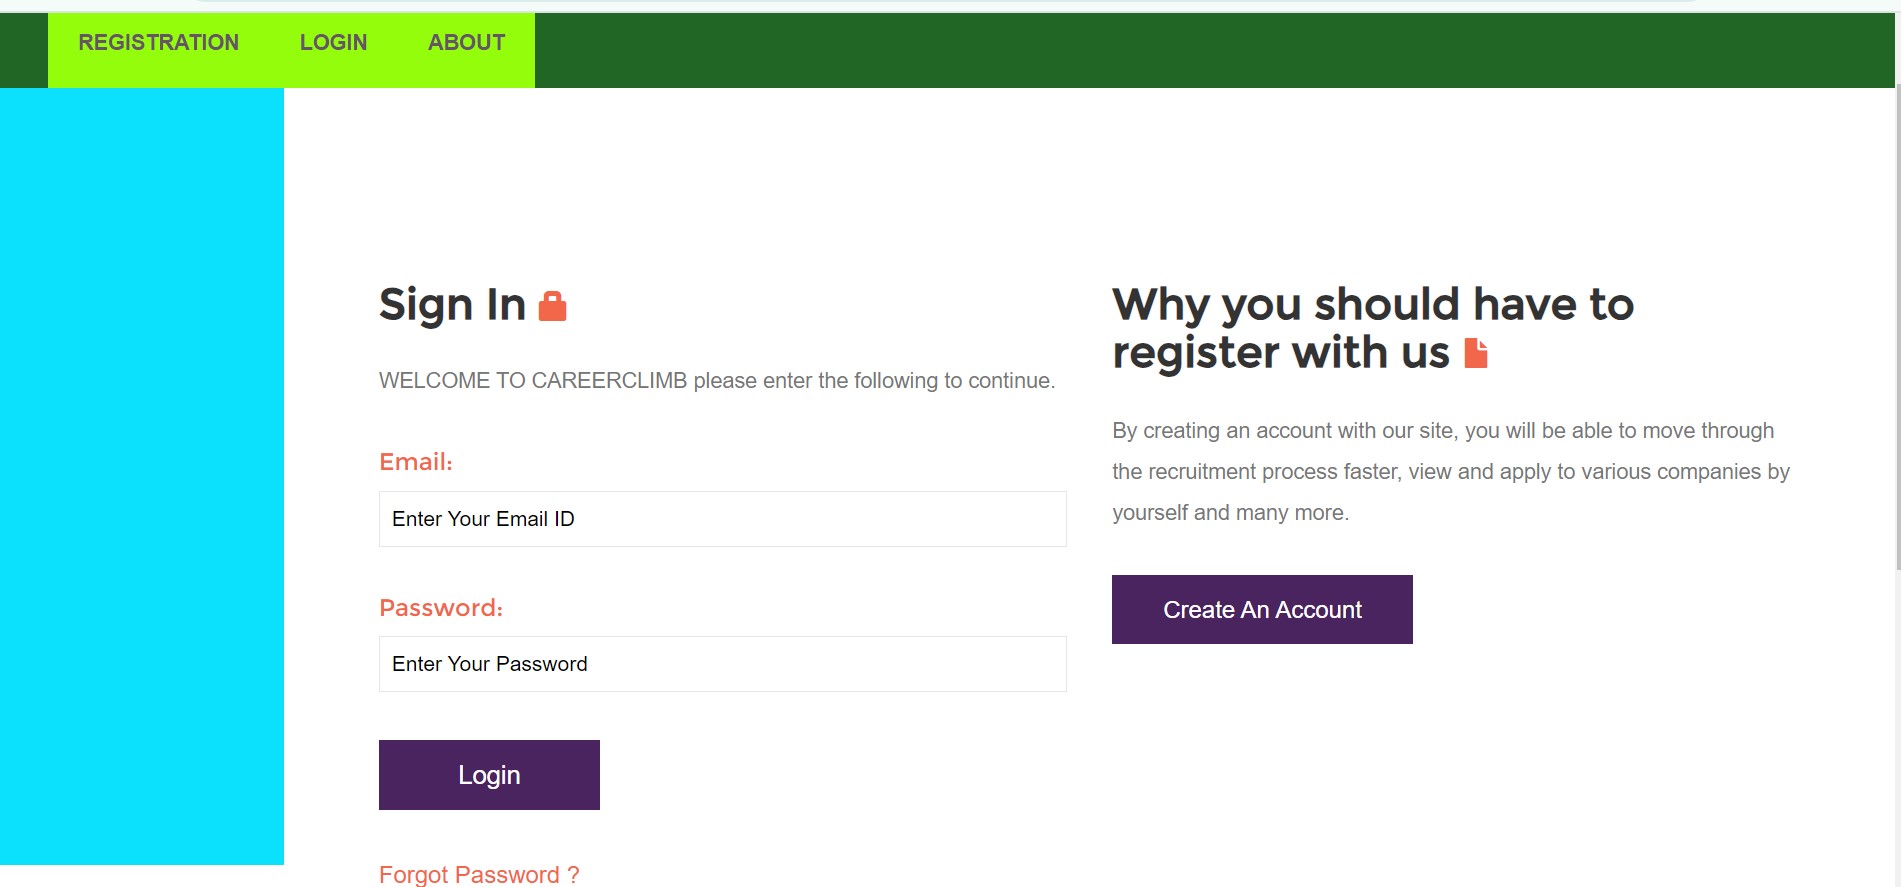 REGISTRATION LOGIN ABOUT
Sign In
WELCOME TO CAREERCLIMB please enter the following to continue.
Email:
Enter Your Email ID
Password:
Enter Your Password
Login
Forgot Password ?
Why you should have to
register with us
By creating an account with our site, you will be able to move through
the recruitment process faster, view and apply to various companies by
yourself and many more.
Create An Account